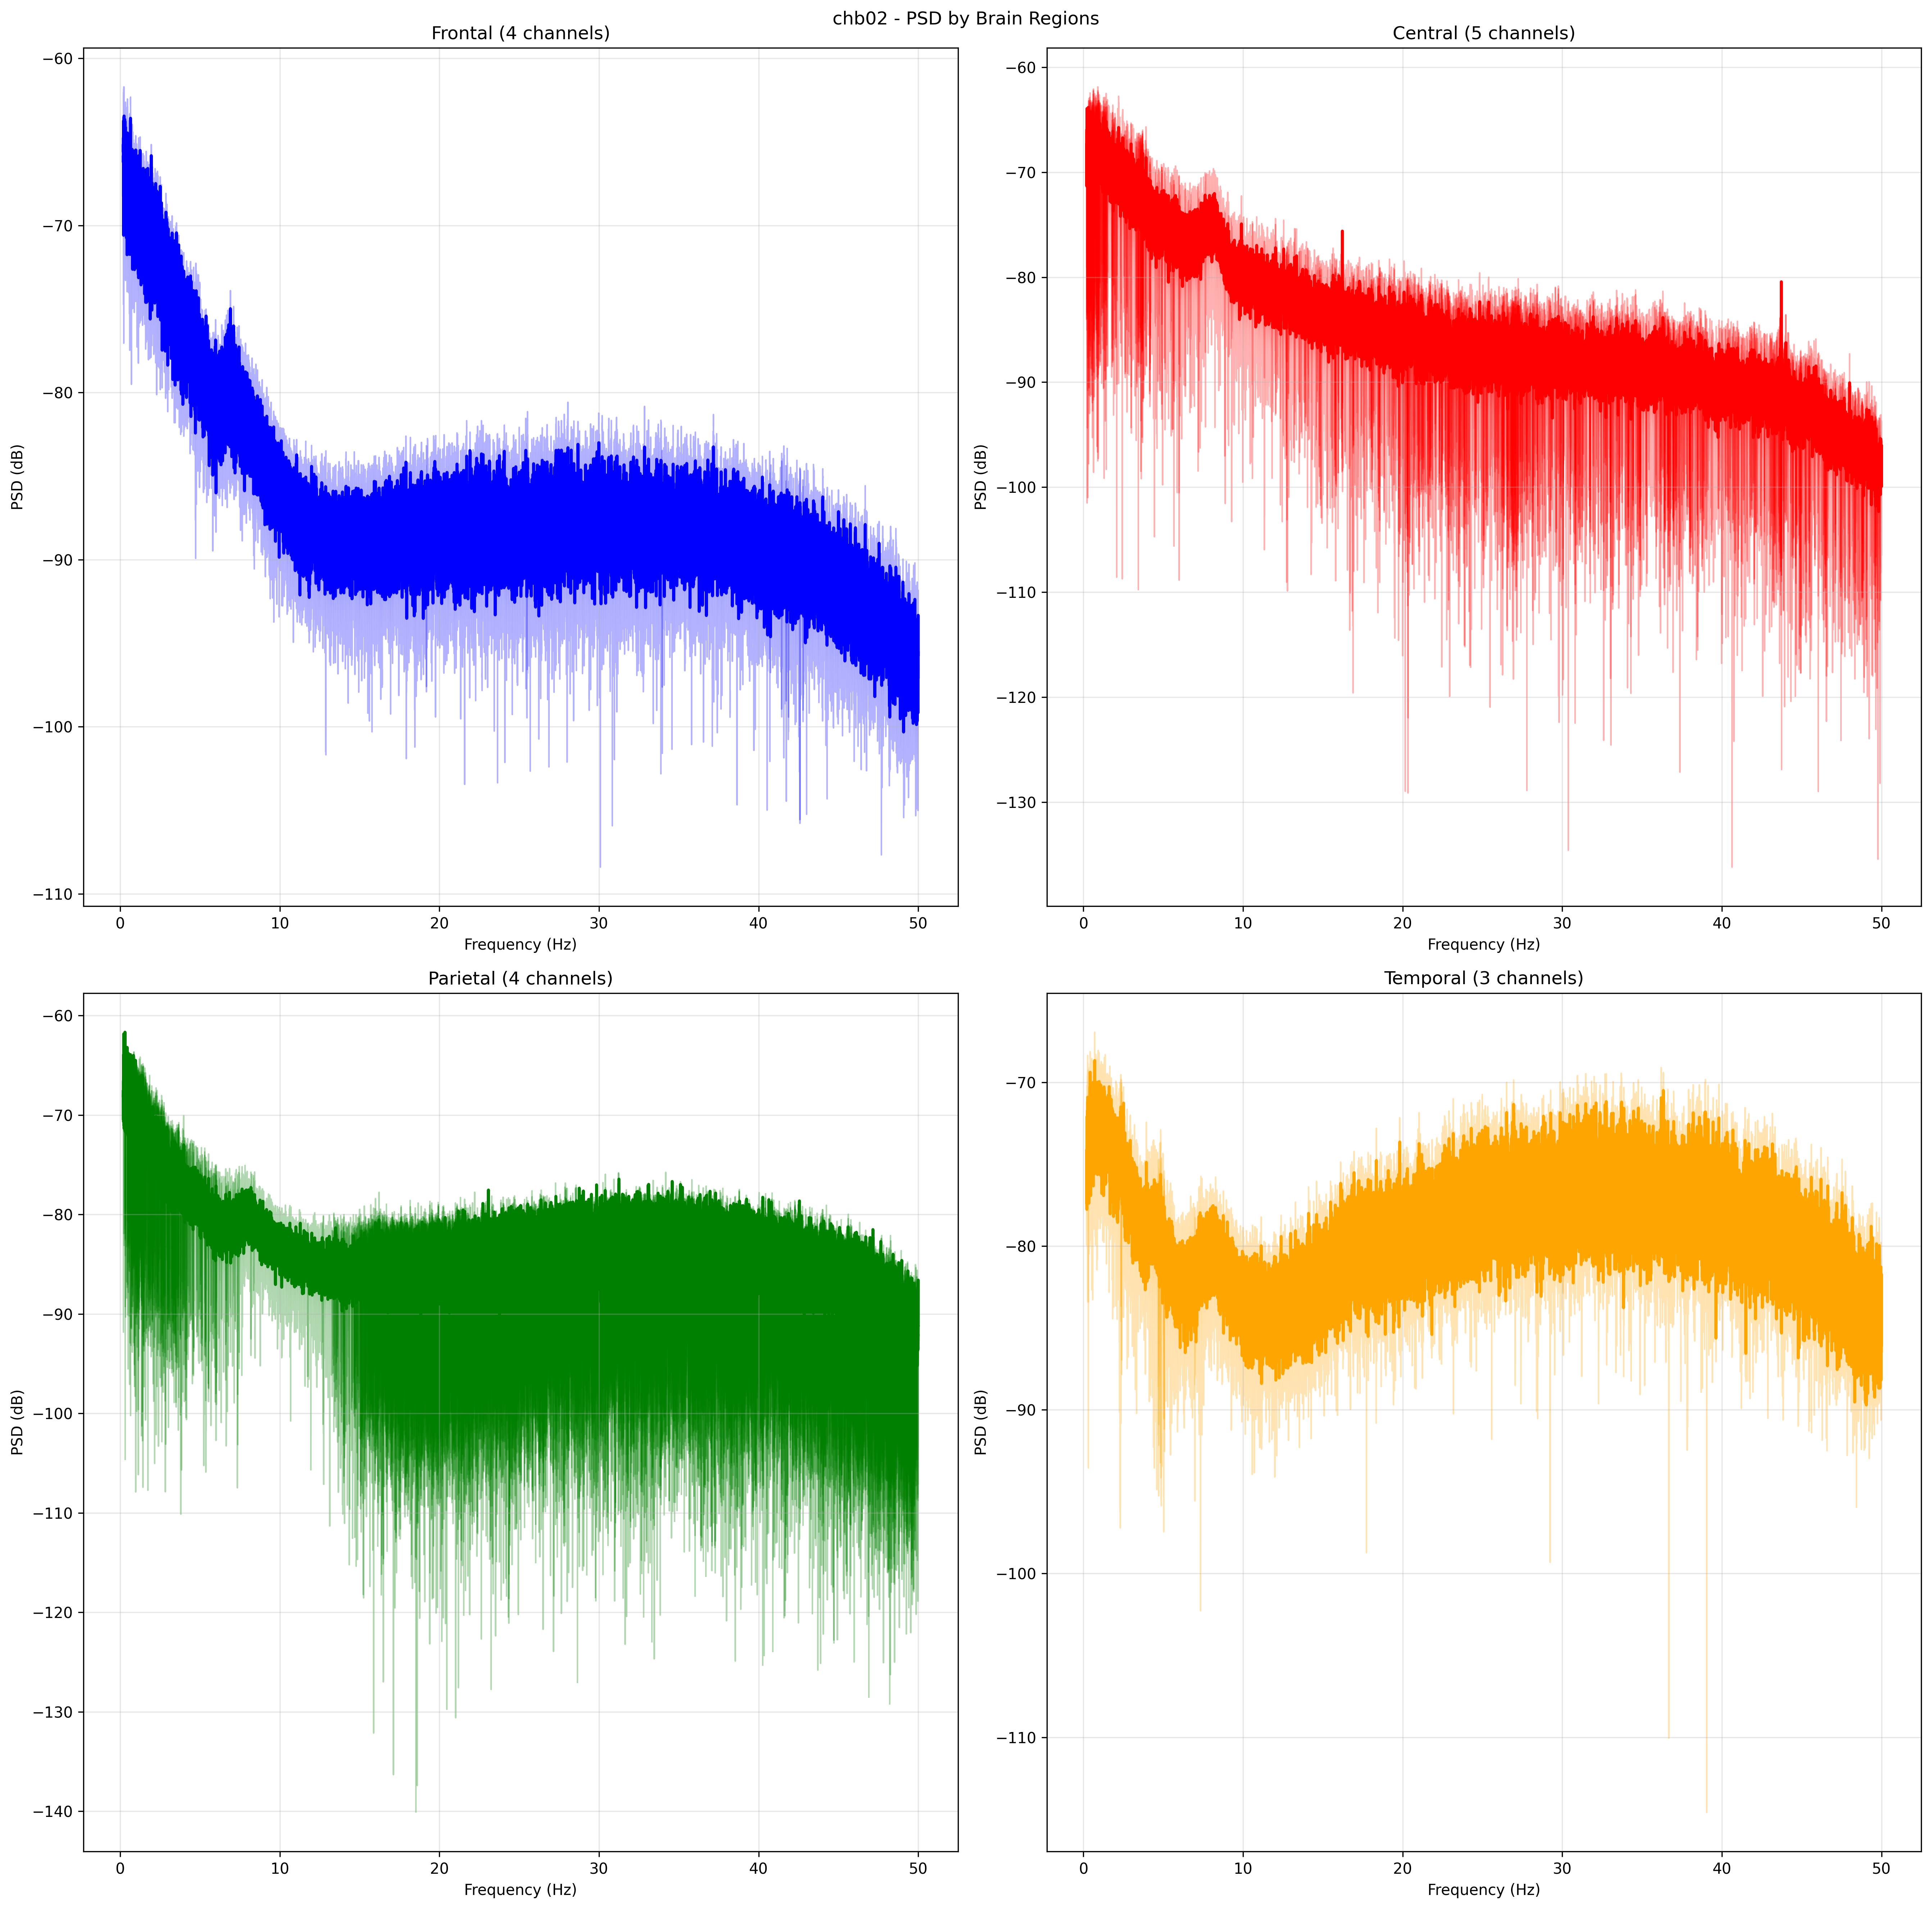 chb02 - PSD by Brain Regions
Frontal (4 channels)
−60
−70
−80
−90
−100
−110
PSD (dB)
0 10 20 30 40 50
Frequency (Hz)
Central (5 channels)
−60
−70
−80
−90
−100
−110
−120
−130
PSD (dB)
0 10 20 30 40 50
Frequency (Hz)
Parietal (4 channels)
−60
−70
−80
−90
−100
−110
−120
−130
−140
PSD (dB)
0 10 20 30 40 50
Frequency (Hz)
Temporal (3 channels)
−70
−80
−90
−100
−110
PSD (dB)
0 10 20 30 40 50
Frequency (Hz)